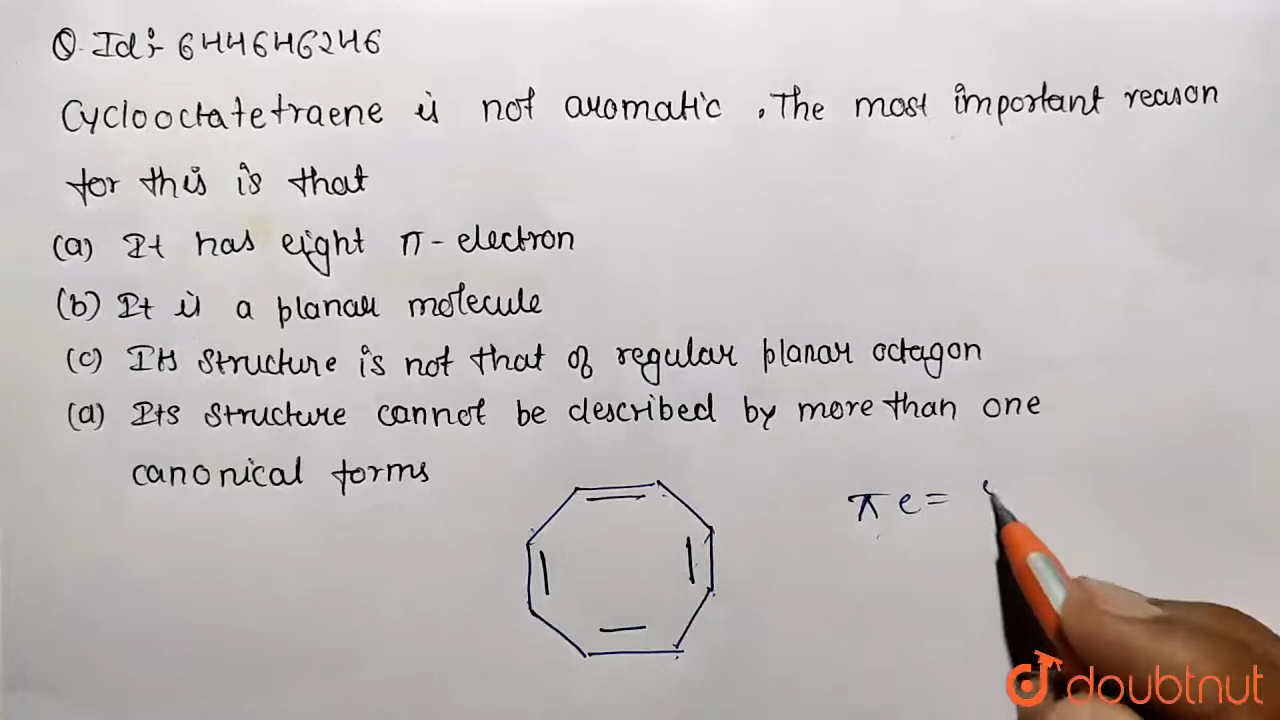 Q. Id:- 644646246
Cyclooctatetraene is not aromatic . The most important reason
for this is that
(a) It has eight π- electron
(b) It is a planar molecule
(c) Its structure is not that of regular planar octagon
(d) Its structure cannot be described by more than one
canonical forms
π e =
doubtnut